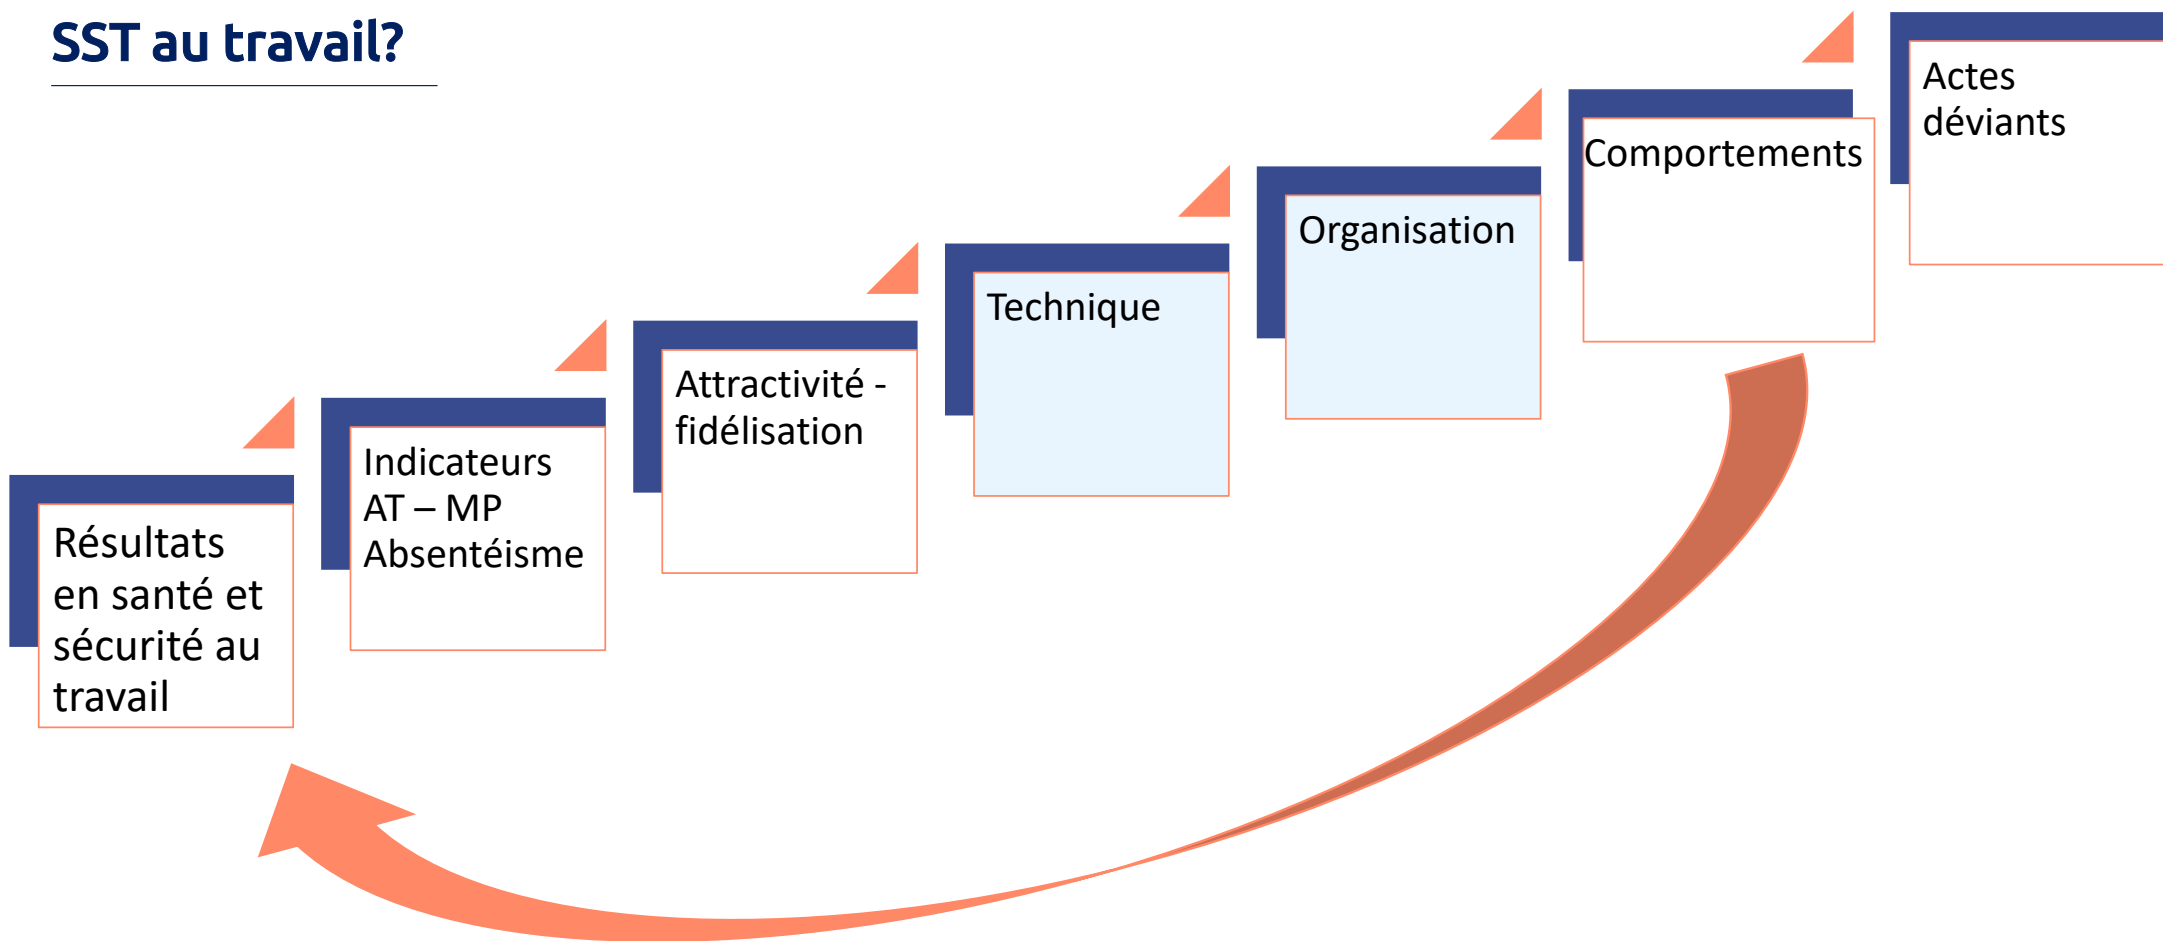 SST au travail?
Résultats
en santé et
sécurité au
travail
Indicateurs
AT – MP
Absentéisme
Attractivité -
fidélisation
Technique
Organisation
Comportements
Actes
déviants